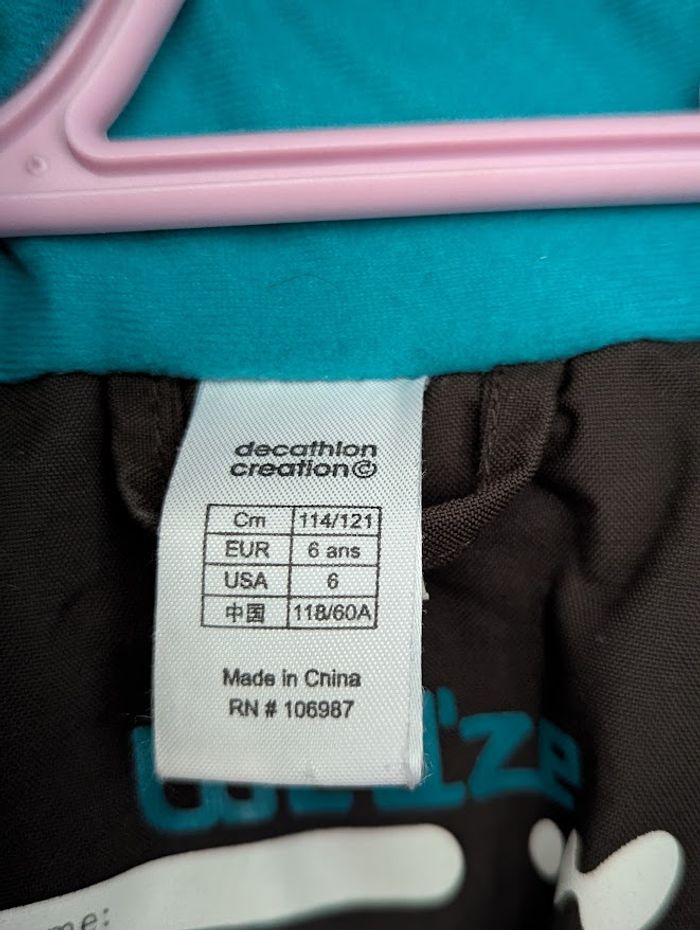 decathlon
creation©
Cm 114/121
EUR 6 ans
USA 6
中国 118/60A
Made in China
RN # 106987